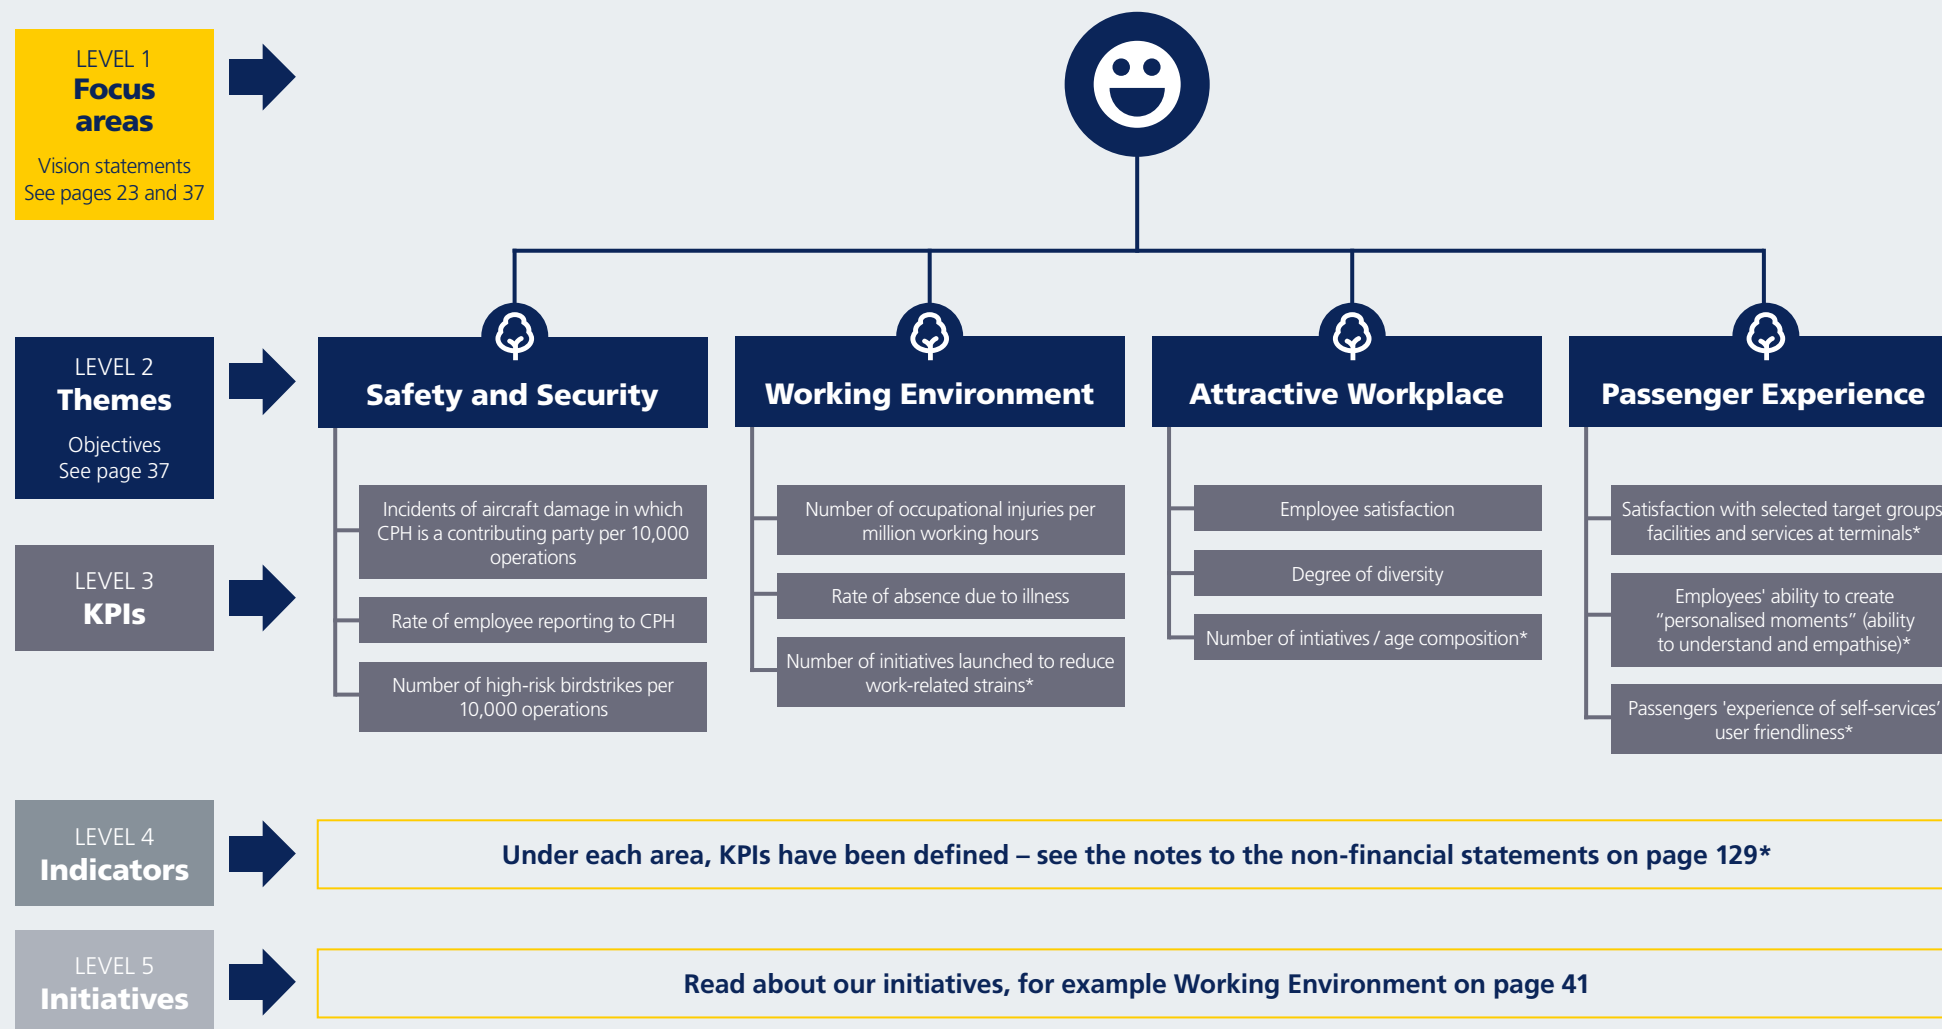 LEVEL 1
Focus
areas
Vision statements
See pages 23 and 37
LEVEL 2
Themes
Objectives
See page 37
Safety and Security
Working Environment
Attractive Workplace
Passenger Experience
LEVEL 3
KPIs
Incidents of aircraft damage in which
CPH is a contributing party per 10,000
operations
Rate of employee reporting to CPH
Number of high-risk birdstrikes per
10,000 operations
Number of occupational injuries per
million working hours
Rate of absence due to illness
Number of initiatives launched to reduce
work-related strains*
Employee satisfaction
Degree of diversity
Number of intiatives / age composition*
Satisfaction with selected target groups
facilities and services at terminals*
Employees' ability to create
“personalised moments” (ability
to understand and empathise)*
Passengers 'experience of self-services’
user friendliness*
LEVEL 4
Indicators
Under each area, KPIs have been defined – see the notes to the non-financial statements on page 129*
LEVEL 5
Initiatives
Read about our initiatives, for example Working Environment on page 41